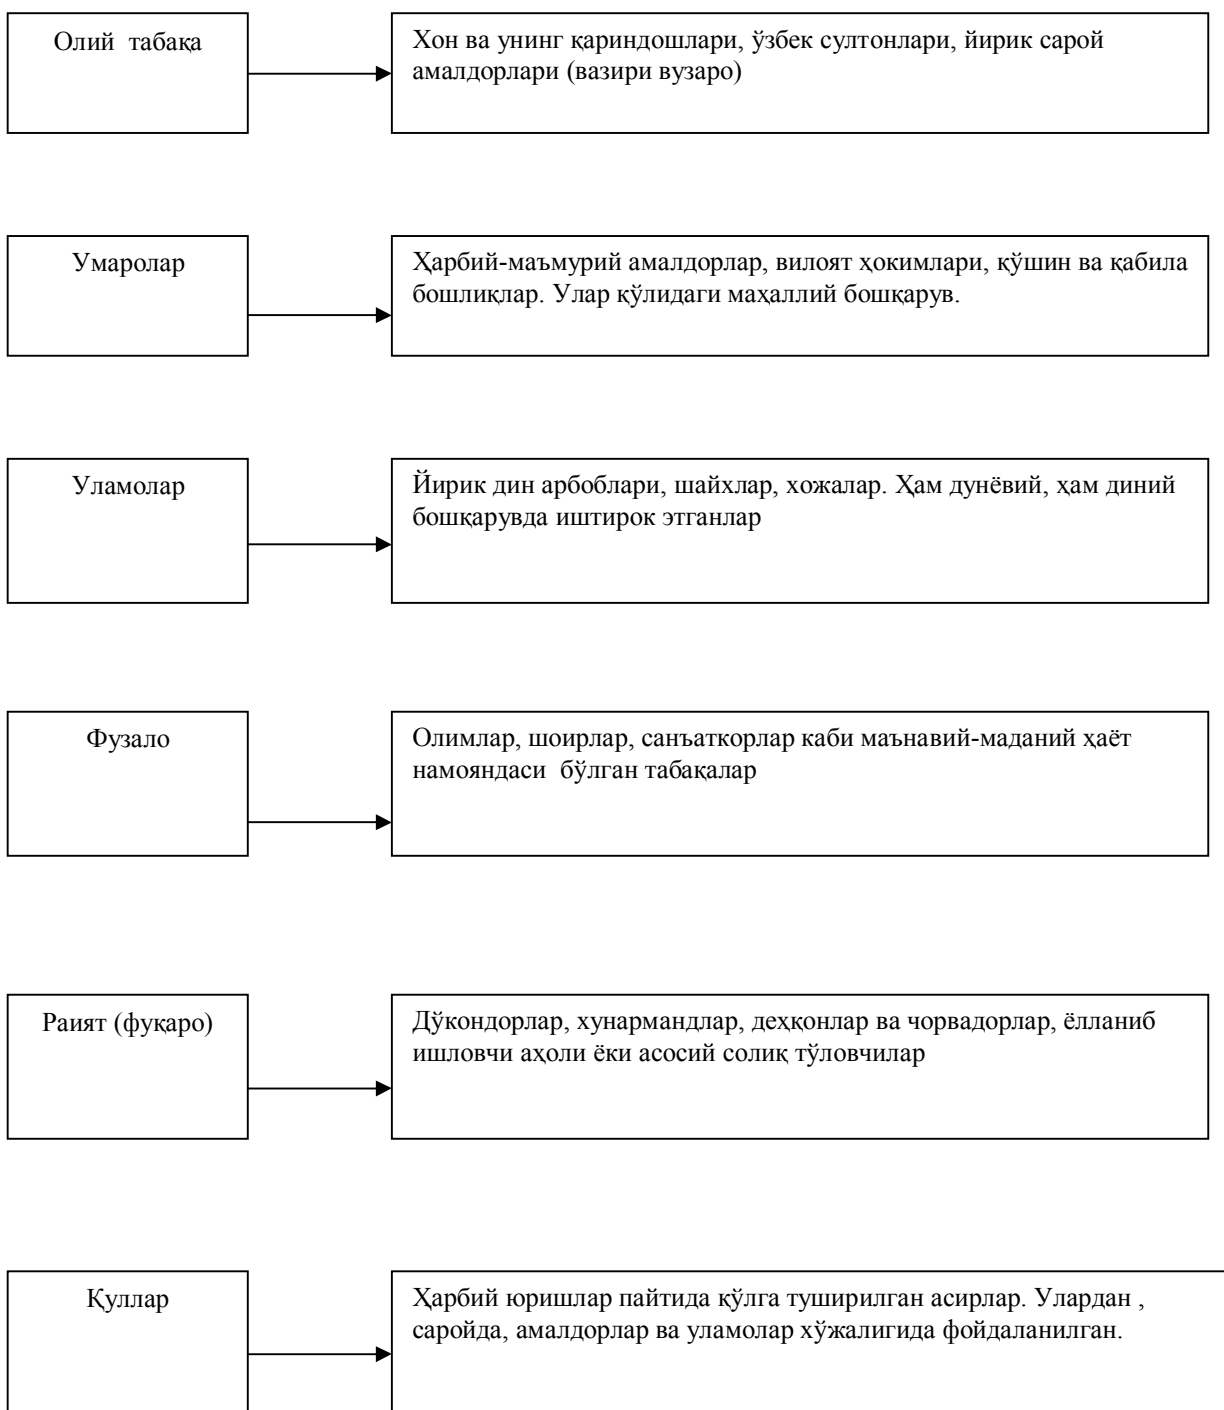 Олий табақа
Хон ва унинг қариндошлари, ўзбек султонлари, йирик сарой
амалдорлари (вазири вузаро)
Умаролар
Ҳарбий-маъмурий амалдорлар, вилоят ҳокимлари, қўшин ва қабила
бошлиқлар. Улар қўлидаги маҳаллий бошқарув.
Уламолар
Йирик дин арбоблари, шайхлар, хожалар. Ҳам дунёвий, ҳам диний
бошқарувда иштирок этганлар
Фузало
Олимлар, шоирлар, санъаткорлар каби маънавий-маданий ҳаёт
намояндаси бўлган табақалар
Раият (фуқаро)
Дўкондорлар, хунармандлар, деҳқонлар ва чорвадорлар, ёлланиб
ишловчи аҳоли ёки асосий солиқ тўловчилар
Қуллар
Ҳарбий юришлар пайтида қўлга туширилган асирлар. Улардан ,
саройда, амалдорлар ва уламолар хўжалигида фойдаланилган.